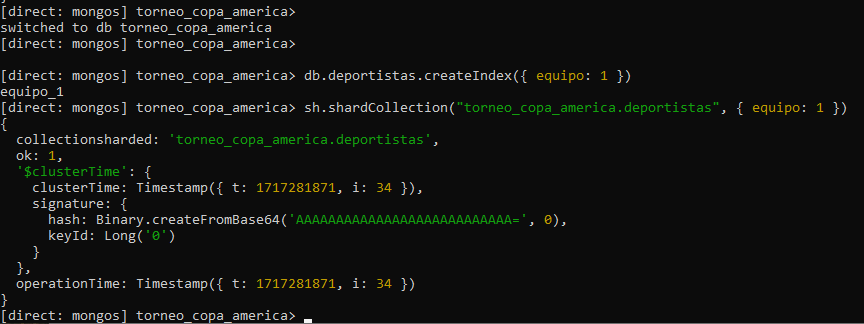 [direct: mongos] torneo_copa_america>
switched to db torneo_copa_america
[direct: mongos] torneo_copa_america>
[direct: mongos] torneo_copa_america> db.deportistas.createIndex({ equipo: 1 })
equipo_1
[direct: mongos] torneo_copa_america> sh.shardCollection("torneo_copa_america.deportistas", { equipo: 1 })
{
  collectionsharded: 'torneo_copa_america.deportistas',
  ok: 1,
  '$clusterTime': {
    clusterTime: Timestamp({ t: 1717281871, i: 34 }),
    signature: {
      hash: Binary.createFromBase64('AAAAAAAAAAAAAAAAAAAAAAAAAAA=', 0),
      keyId: Long('0')
    }
  },
  operationTime: Timestamp({ t: 1717281871, i: 34 })
}
[direct: mongos] torneo_copa_america>